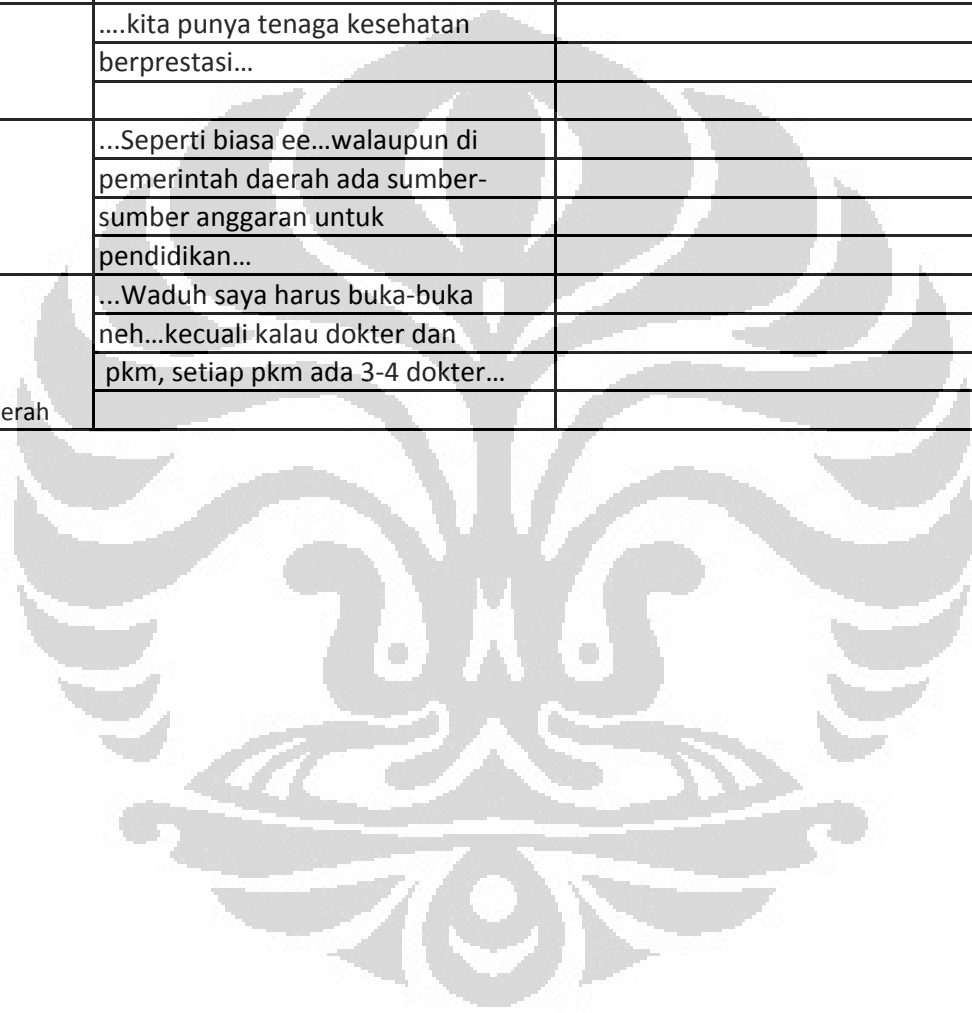 ....kita punya tenaga kesehatan
berprestasi...
...Seperti biasa ee...walaupun di
pemerintah daerah ada sumber-
sumber anggaran untuk
pendidikan...
...Waduh saya harus buka-buka
neh...kecuali kalau dokter dan
pkm, setiap pkm ada 3-4 dokter...
erah